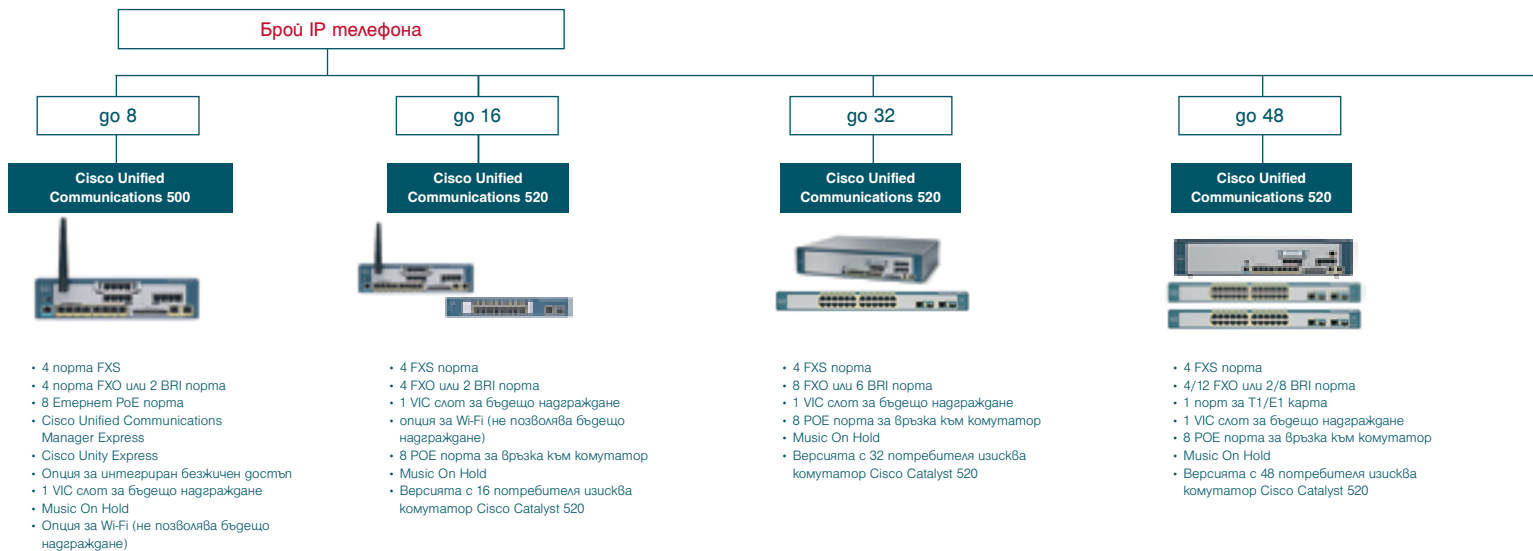 Брой IP телефона
до 8
до 16
до 32
до 48
Cisco Unified
Communications 500
Cisco Unified
Communications 520
Cisco Unified
Communications 520
Cisco Unified
Communications 520
• 4 порта FXS
• 4 порта FXO или 2 BRI порта
• 8 Етернет PoE порта
• Cisco Unified Communications
Manager Express
• Cisco Unity Express
• Опция за интегриран безжичен достъп
• 1 VIC слот за бъдещо надграждане
• Music On Hold
• Опция за Wi-Fi (не позволява бъдещо
надграждане)
• 4 FXS порта
• 4 FXO или 2 BRI порта
• 1 VIC слот за бъдещо надграждане
• опция за Wi-Fi (не позволява бъдещо
надграждане)
• 8 POE порта за връзка към комутатор
• Music On Hold
• Версията с 16 потребителя изисква
комутатор Cisco Catalyst 520
• 4 FXS порта
• 8 FXO или 6 BRI порта
• 1 VIC слот за бъдещо надграждане
• 8 POE порта за връзка към комутатор
• Music On Hold
• Версията с 32 потребителя изисква
комутатор Cisco Catalyst 520
• 4 FXS порта
• 4/12 FXO или 2/8 BRI порта
• 1 порт за T1/E1 карта
• 1 VIC слот за бъдещо надграждане
• 8 POE порта за връзка към комутатор
• Music On Hold
• Версията с 48 потребителя изисква
комутатор Cisco Catalyst 520